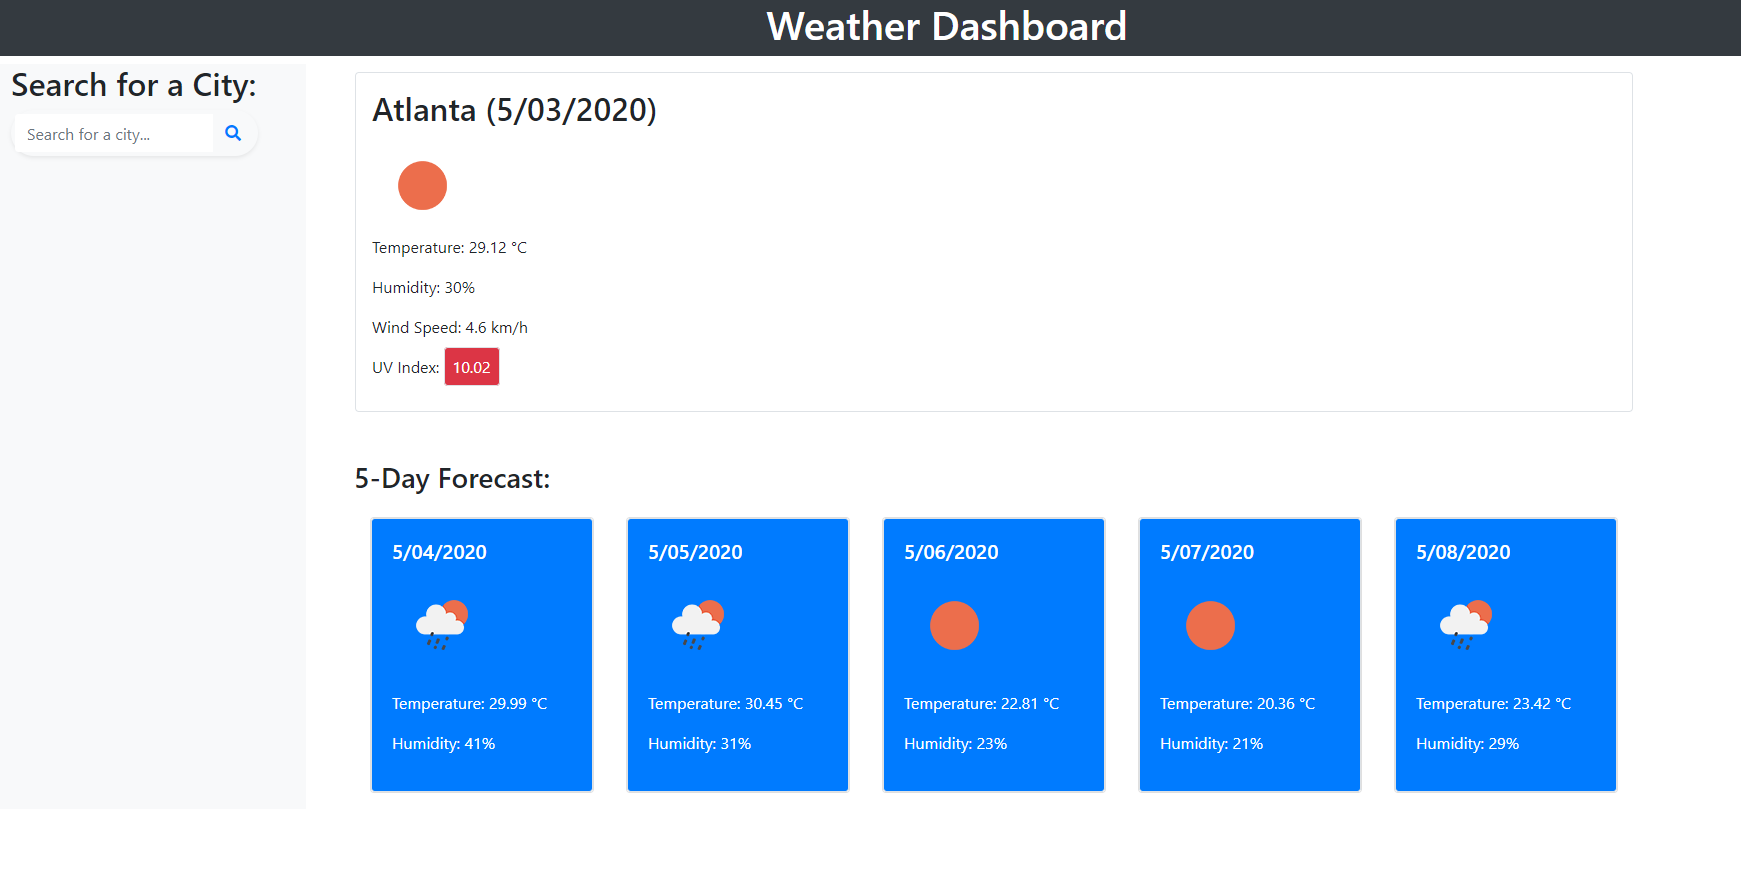 Weather Dashboard
Search for a City:
Search for a city...
Atlanta (5/03/2020)
Temperature: 29.12 °C
Humidity: 30%
Wind Speed: 4.6 km/h
UV Index: 10.02
5-Day Forecast:
5/04/2020
Temperature: 29.99 °C
Humidity: 41%
5/05/2020
Temperature: 30.45 °C
Humidity: 31%
5/06/2020
Temperature: 22.81 °C
Humidity: 23%
5/07/2020
Temperature: 20.36 °C
Humidity: 21%
5/08/2020
Temperature: 23.42 °C
Humidity: 29%